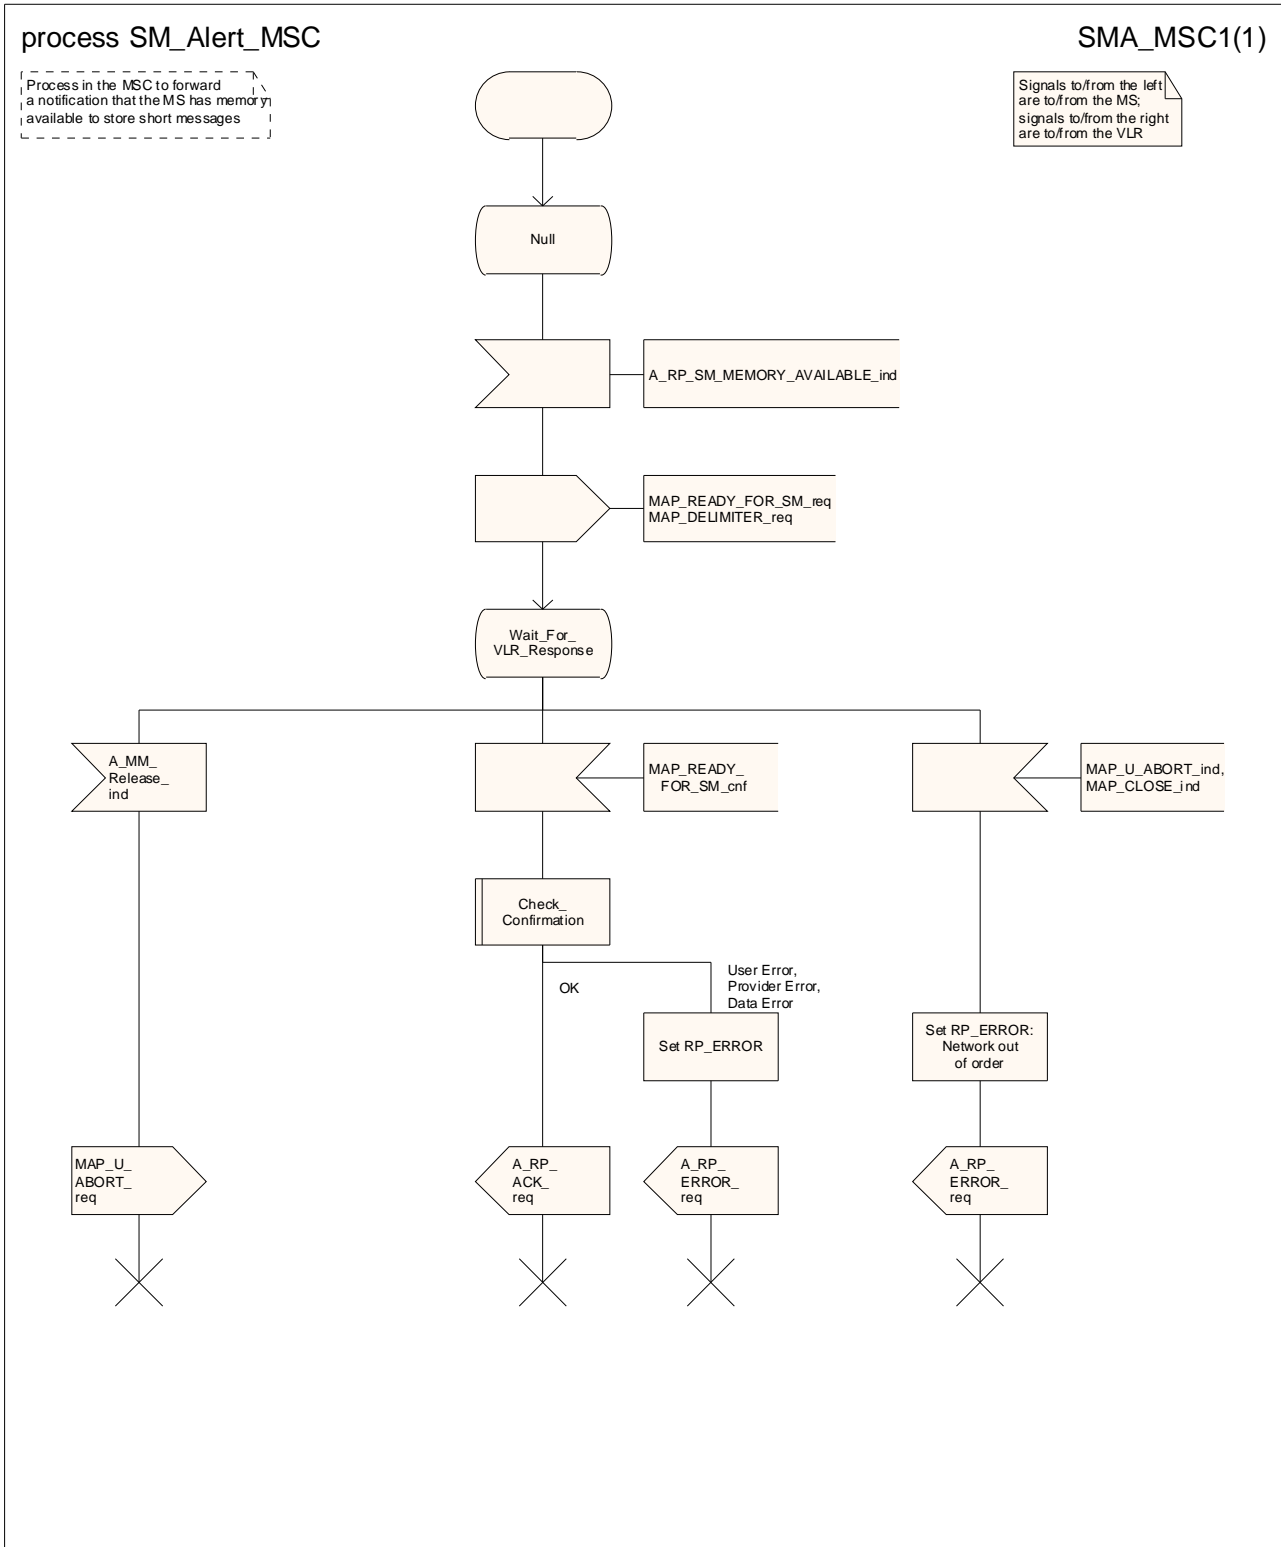 process SM_Alert_MSC
SMA_MSC1(1)
Process in the MSC to forward
a notification that the MS has memory
available to store short messages
Signals to/from the left
are to/from the MS;
signals to/from the right
are to/from the VLR
Null
A_RP_SM_MEMORY_AVAILABLE_ind
MAP_READY_FOR_SM_req
MAP_DELIMITER_req
Wait_For_
VLR_Response
A_MM_
Release_
ind
MAP_READY_
FOR_SM_cnf
MAP_U_ABORT_ind,
MAP_CLOSE_ind
Check_
Confirmation
OK
User Error,
Provider Error,
Data Error
Set RP_ERROR
Set RP_ERROR:
Network out
of order
MAP_U_
ABORT_
req
A_RP_
ACK_
req
A_RP_
ERROR_
req
A_RP_
ERROR_
req